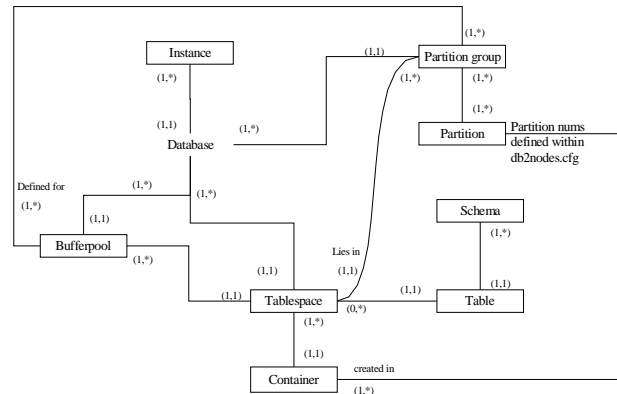 (1,*)
Instance
(1,1)
Partition group
(1,*)
(1,*)
(1,*)
(1,*)
(1,1)
(1,*)
Partition
Partition nums
defined within
db2nodes.cfg
Database
Defined for
(1,*)
(1,*)
(1,*)
Schema
(1,1)
(1,*)
Bufferpool
(1,*)
Lies in
(1,1)
(1,1)
(1,1)
(1,1)
(1,1)
Tablespace
Table
(1,*)
(0,*)
(1,1)
created in
Container
(1,*)